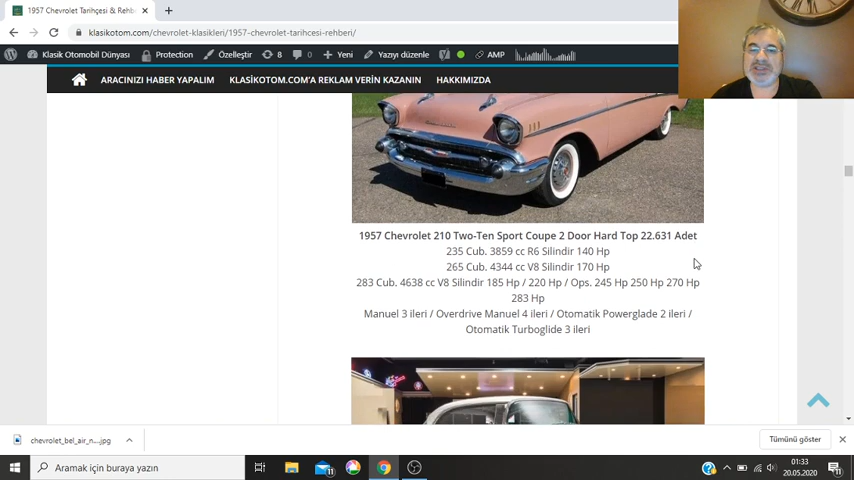 1957 Chevrolet Tarihçesi & Rehb
klasikotom.com/chevrolet-klasikleri/1957-chevrolet-tarihcesi-rehberi/
Klasik Otomobil Dünyası Protection Özelleştir 8 0 Yeni Yazıyı düzenle AMP
ARACINIZI HABER YAPALIM KLASİKOTOM.COM'A REKLAM VERİN KAZANIN HAKKIMIZDA
1957 Chevrolet 210 Two-Ten Sport Coupe 2 Door Hard Top 22.631 Adet
235 Cub. 3859 cc R6 Silindir 140 Hp
265 Cub. 4344 cc V8 Silindir 170 Hp
283 Cub. 4638 cc V8 Silindir 185 Hp / 220 Hp / Ops. 245 Hp 250 Hp 270 Hp
283 Hp
Manuel 3 ileri / Overdrive Manuel 4 ileri / Otomatik Powerglade 2 ileri /
Otomatik Turboglide 3 ileri
chevrolet_bel_air_n....jpg
Tümünü göster
Aramak için buraya yazın
11
01:33
20.05.2020
11